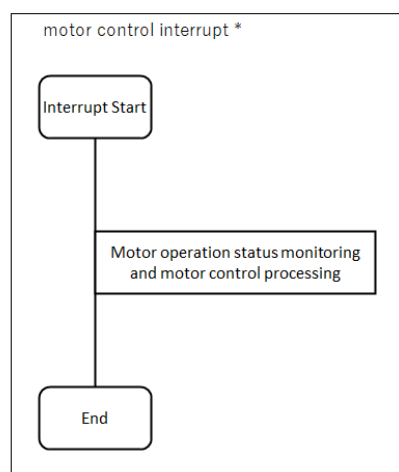 motor control interrupt *
Interrupt Start
Motor operation status monitoring
and motor control processing
End